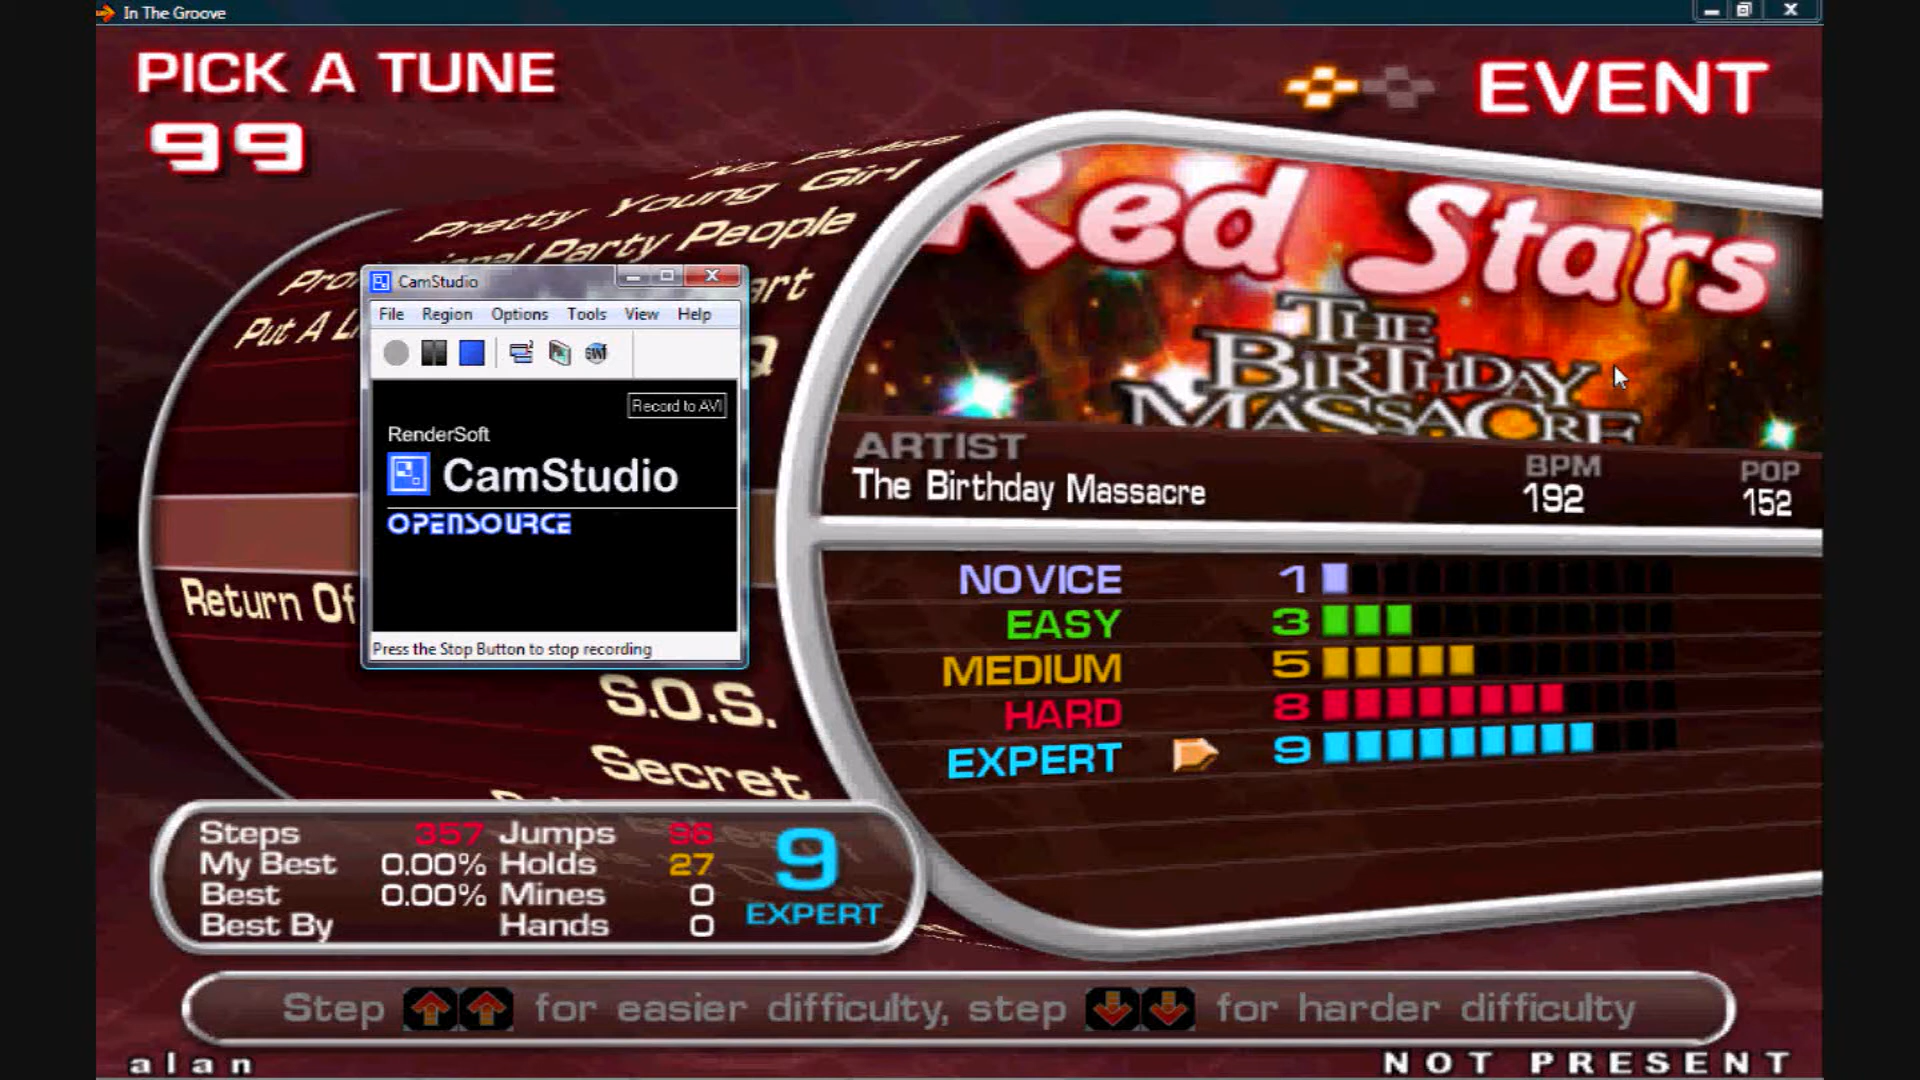 In The Groove
PICK A TUNE
99
EVENT
No Pulse
Pretty Young Girl
Pro onal Party People
Put A Li art
Q
Return Of
S.O.S.
Secret
CamStudio
File Region Options Tools View Help
Record to AVI
RenderSoft
CamStudio
OPENSOURCE
Press the Stop Button to stop recording
Red Stars
THE
BIRTHDAY
MASSACRE
ARTIST
The Birthday Massacre
BPM
192
POP
152
NOVICE 1
EASY 3
MEDIUM 5
HARD 8
EXPERT 9
Steps 357 Jumps 96
My Best 0.00% Holds 27
Best 0.00% Mines 0
Best By Hands 0
9
EXPERT
Step for easier difficulty, step for harder difficulty
alan
NOT PRESENT